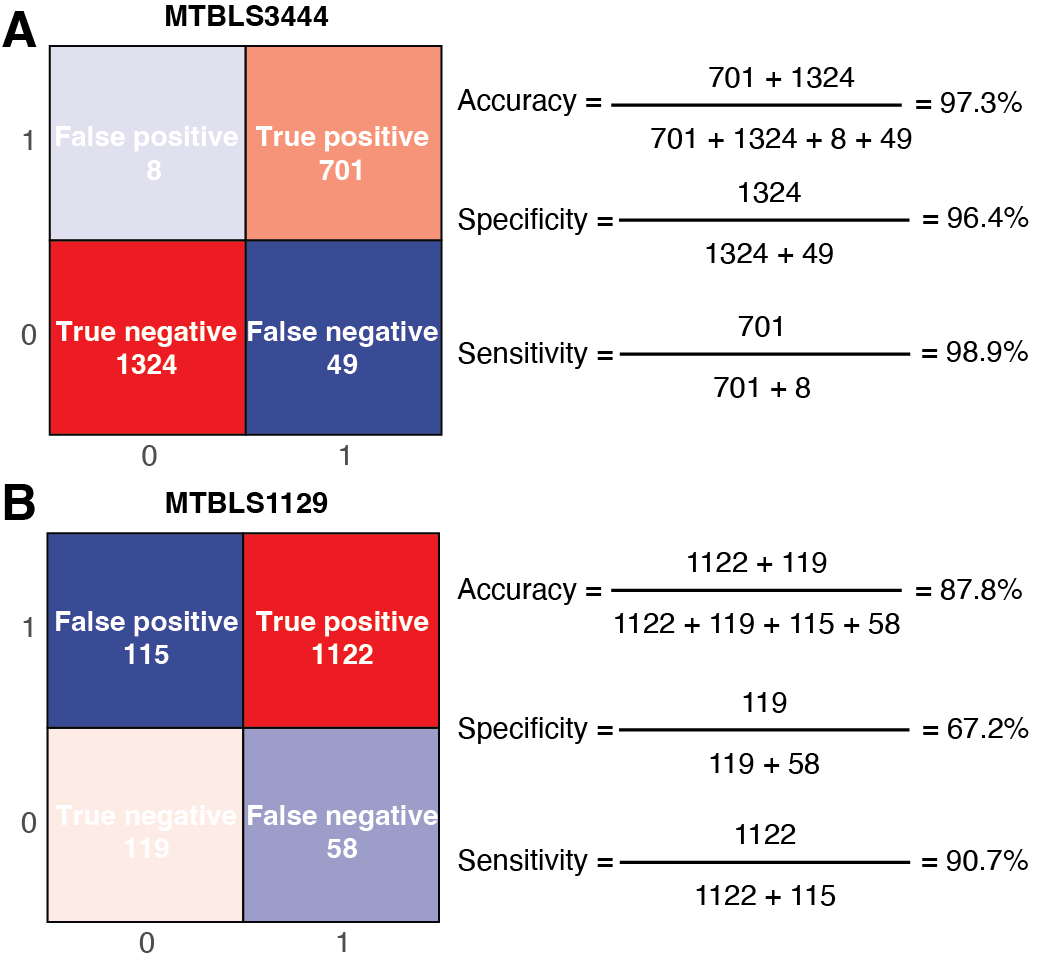 A
MTBLS3444
1
False positive
8
True positive
701
0
True negative
1324
False negative
49
0
1
Accuracy = 701 + 1324 = 97.3%
701 + 1324 + 8 + 49
Specificity = 1324 = 96.4%
1324 + 49
Sensitivity = 701 = 98.9%
701 + 8
B
MTBLS1129
1
False positive
115
True positive
1122
0
True negative
119
False negative
58
0
1
Accuracy = 1122 + 119 = 87.8%
1122 + 119 + 115 + 58
Specificity = 119 = 67.2%
119 + 58
Sensitivity = 1122 = 90.7%
1122 + 115